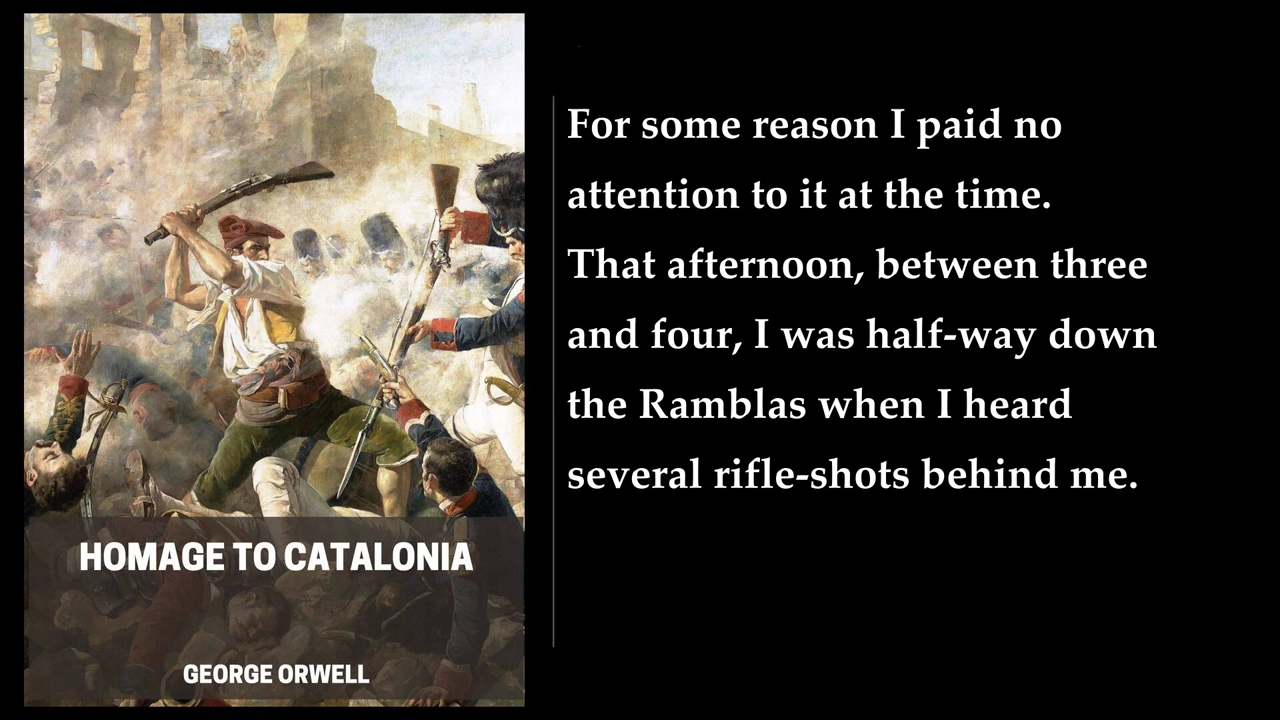 HOMAGE TO CATALONIA
GEORGE ORWELL
For some reason I paid no
attention to it at the time.
That afternoon, between three
and four, I was half-way down
the Ramblas when I heard
several rifle-shots behind me.